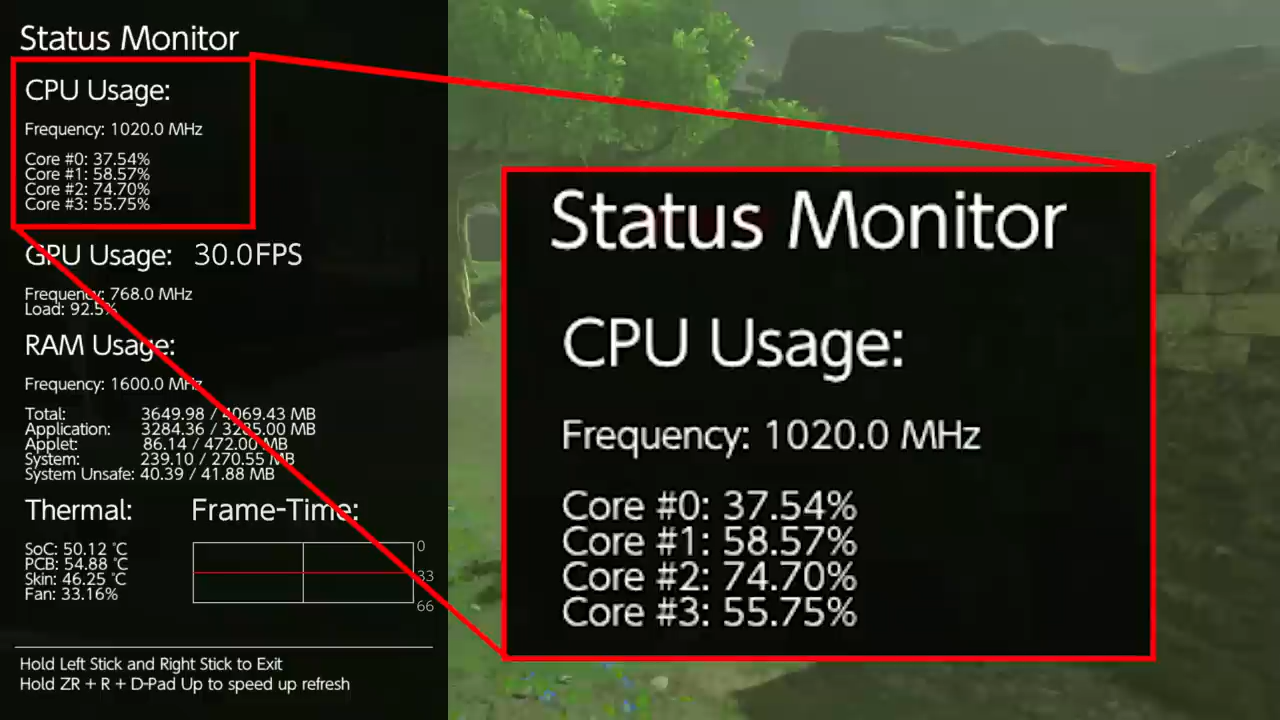 Status Monitor
CPU Usage:
Frequency: 1020.0 MHz
Core #0: 37.54%
Core #1: 58.57%
Core #2: 74.70%
Core #3: 55.75%
GPU Usage: 30.0FPS
Frequency: 768.0 MHz
Load: 92.5%
RAM Usage:
Frequency: 1600.0 MHz
Total: 3649.98 / 4069.43 MB
Application: 3284.36 / 3285.00 MB
Applet: 86.14 / 472.00 MB
System: 239.10 / 270.55 MB
System Unsafe: 40.39 / 41.88 MB
Thermal: Frame-Time:
SoC: 50.12 °C
PCB: 54.88 °C
Skin: 46.25 °C
Fan: 33.16%
0
33
66
Hold Left Stick and Right Stick to Exit
Hold ZR + R + D-Pad Up to speed up refresh
Status Monitor
CPU Usage:
Frequency: 1020.0 MHz
Core #0: 37.54%
Core #1: 58.57%
Core #2: 74.70%
Core #3: 55.75%